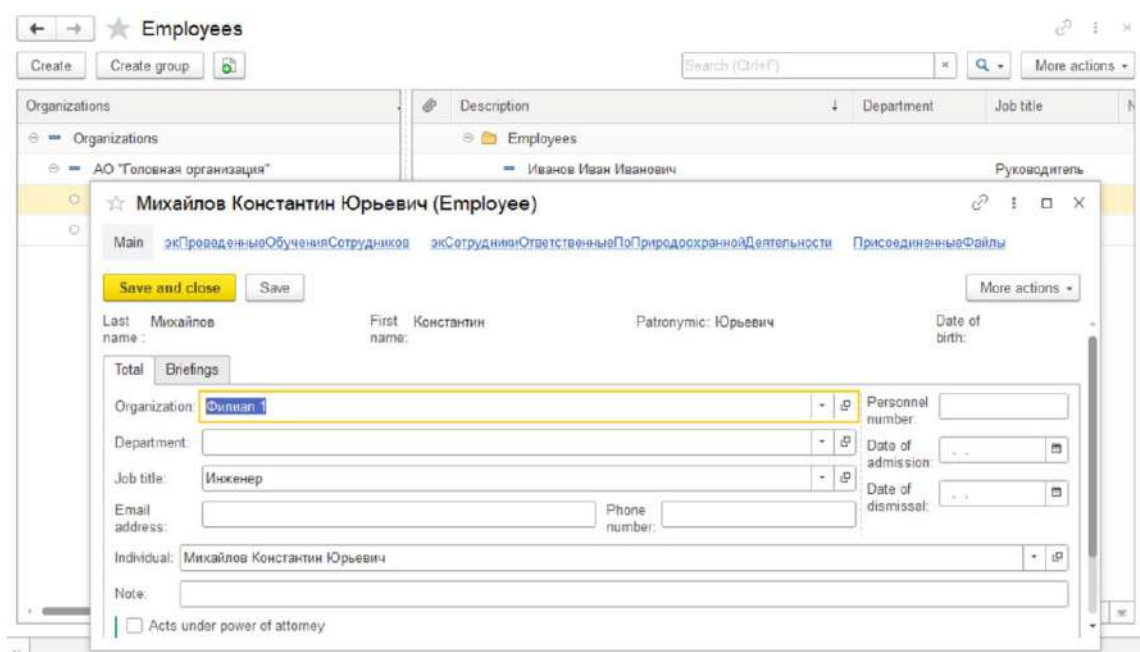 Employees
Create Create group Search (Ctrl+F) More actions
Organizations Description Department Job title
Organizations Employees
АО "Головная организация" Иванов Иван Иванович Руководитель
Михайлов Константин Юрьевич (Employee)
Main экПроведенныеОбученияСотрудников экСотрудникиОтветственныеПоПриродоохраннойДеятельности ПрисоединенныеФайлы
Save and close Save More actions
Last name : Михайлов First name: Константин Patronymic: Юрьевич Date of birth:
Total Briefings
Organization: Филиал 1 Personnel number:
Department: Date of admission:
Job title: Инженер Date of dismissal:
Email address: Phone number:
Individual: Михайлов Константин Юрьевич
Note:
Acts under power of attorney